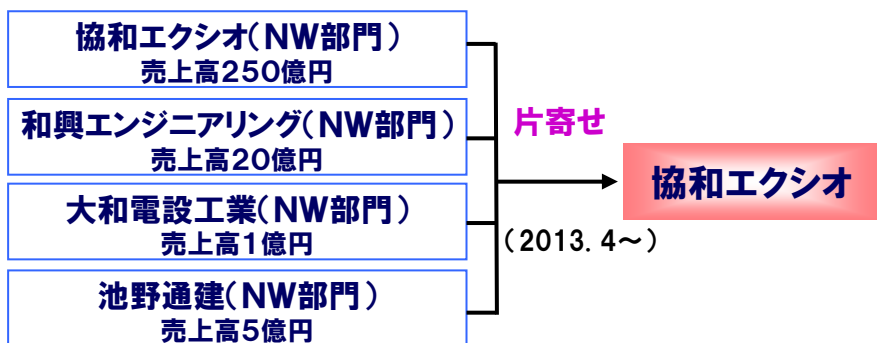 協和エクシオ(NW部門)
売上高250億円
和興エンジニアリング(NW部門)
売上高20億円
大和電設工業(NW部門)
売上高1億円
池野通建(NW部門)
売上高5億円
片寄せ
(2013.4~)
協和エクシオ